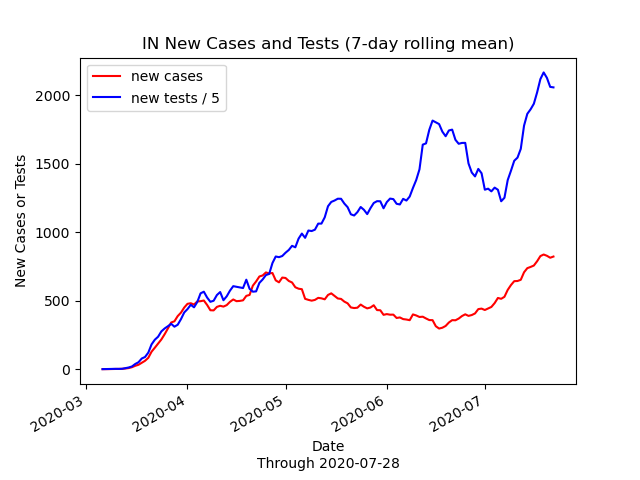 IN New Cases and Tests (7-day rolling mean)
new cases
new tests / 5
New Cases or Tests
2000
1500
1000
500
0
2020-03
2020-04
2020-05
2020-06
2020-07
Date
Through 2020-07-28